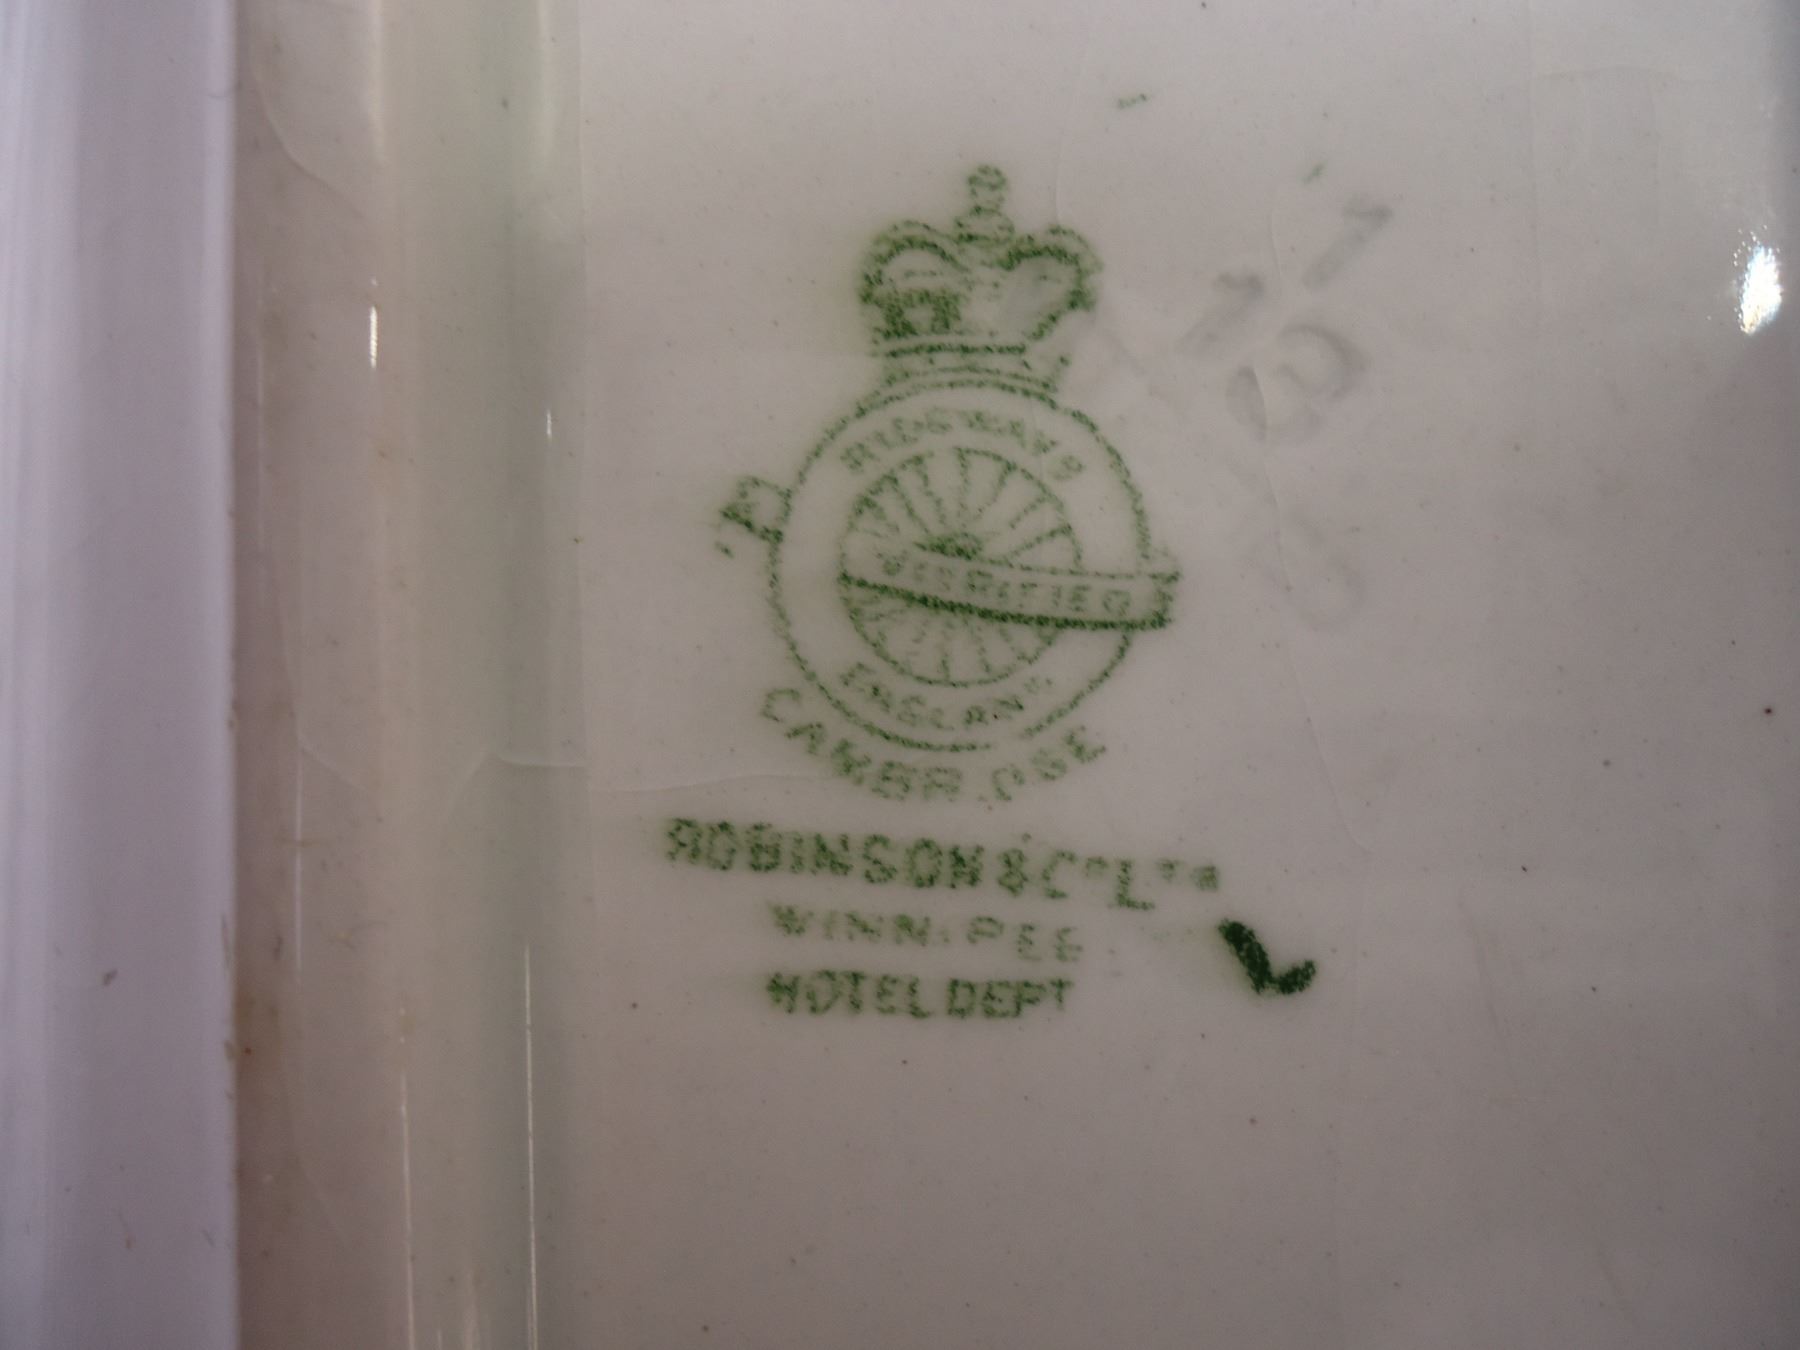 RIDGWAYS
VITRIFIED
ENGLAND
CAMBRIDGE
ROBINSON & Co LTD
WINNIPEG
HOTEL DEPT